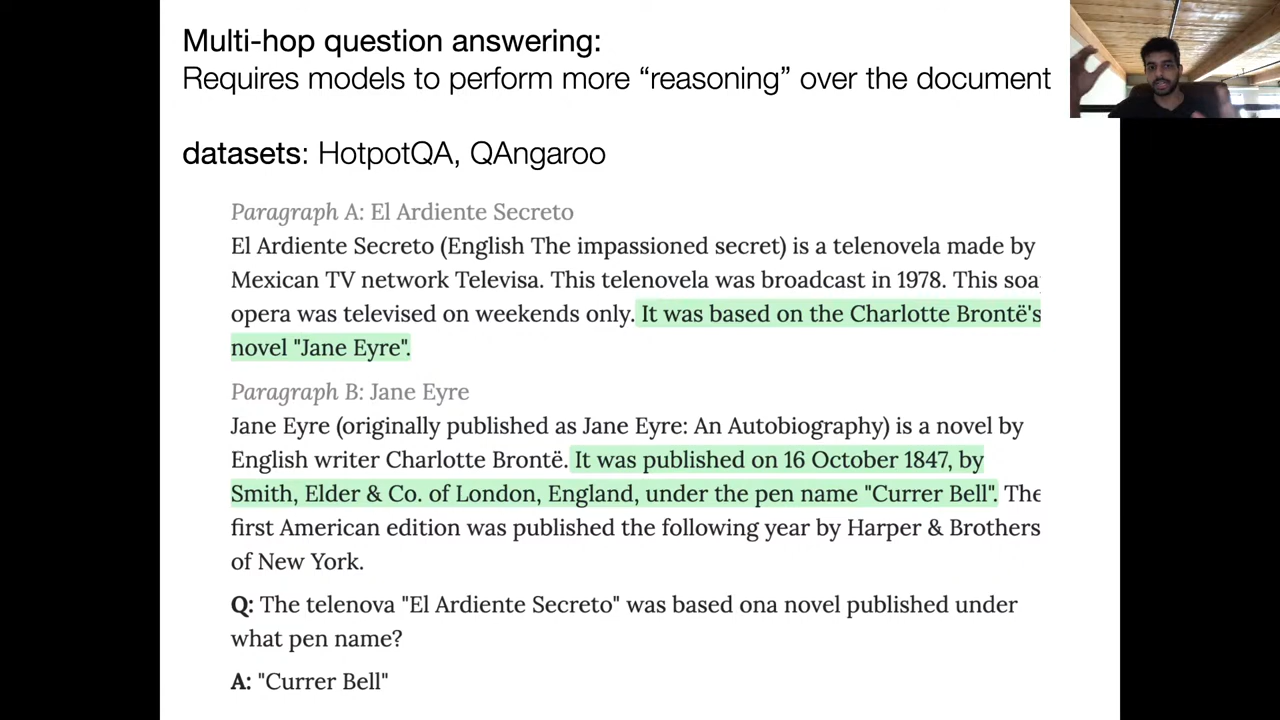 Multi-hop question answering:
Requires models to perform more “reasoning” over the document
datasets: HotpotQA, QAngaroo
Paragraph A: El Ardiente Secreto
El Ardiente Secreto (English The impassioned secret) is a telenovela made by
Mexican TV network Televisa. This telenovela was broadcast in 1978. This soa
opera was televised on weekends only. It was based on the Charlotte Brontë's
novel "Jane Eyre".
Paragraph B: Jane Eyre
Jane Eyre (originally published as Jane Eyre: An Autobiography) is a novel by
English writer Charlotte Brontë. It was published on 16 October 1847, by
Smith, Elder & Co. of London, England, under the pen name "Currer Bell". The
first American edition was published the following year by Harper & Brothers
of New York.
Q: The telenova "El Ardiente Secreto" was based ona novel published under
what pen name?
A: "Currer Bell"